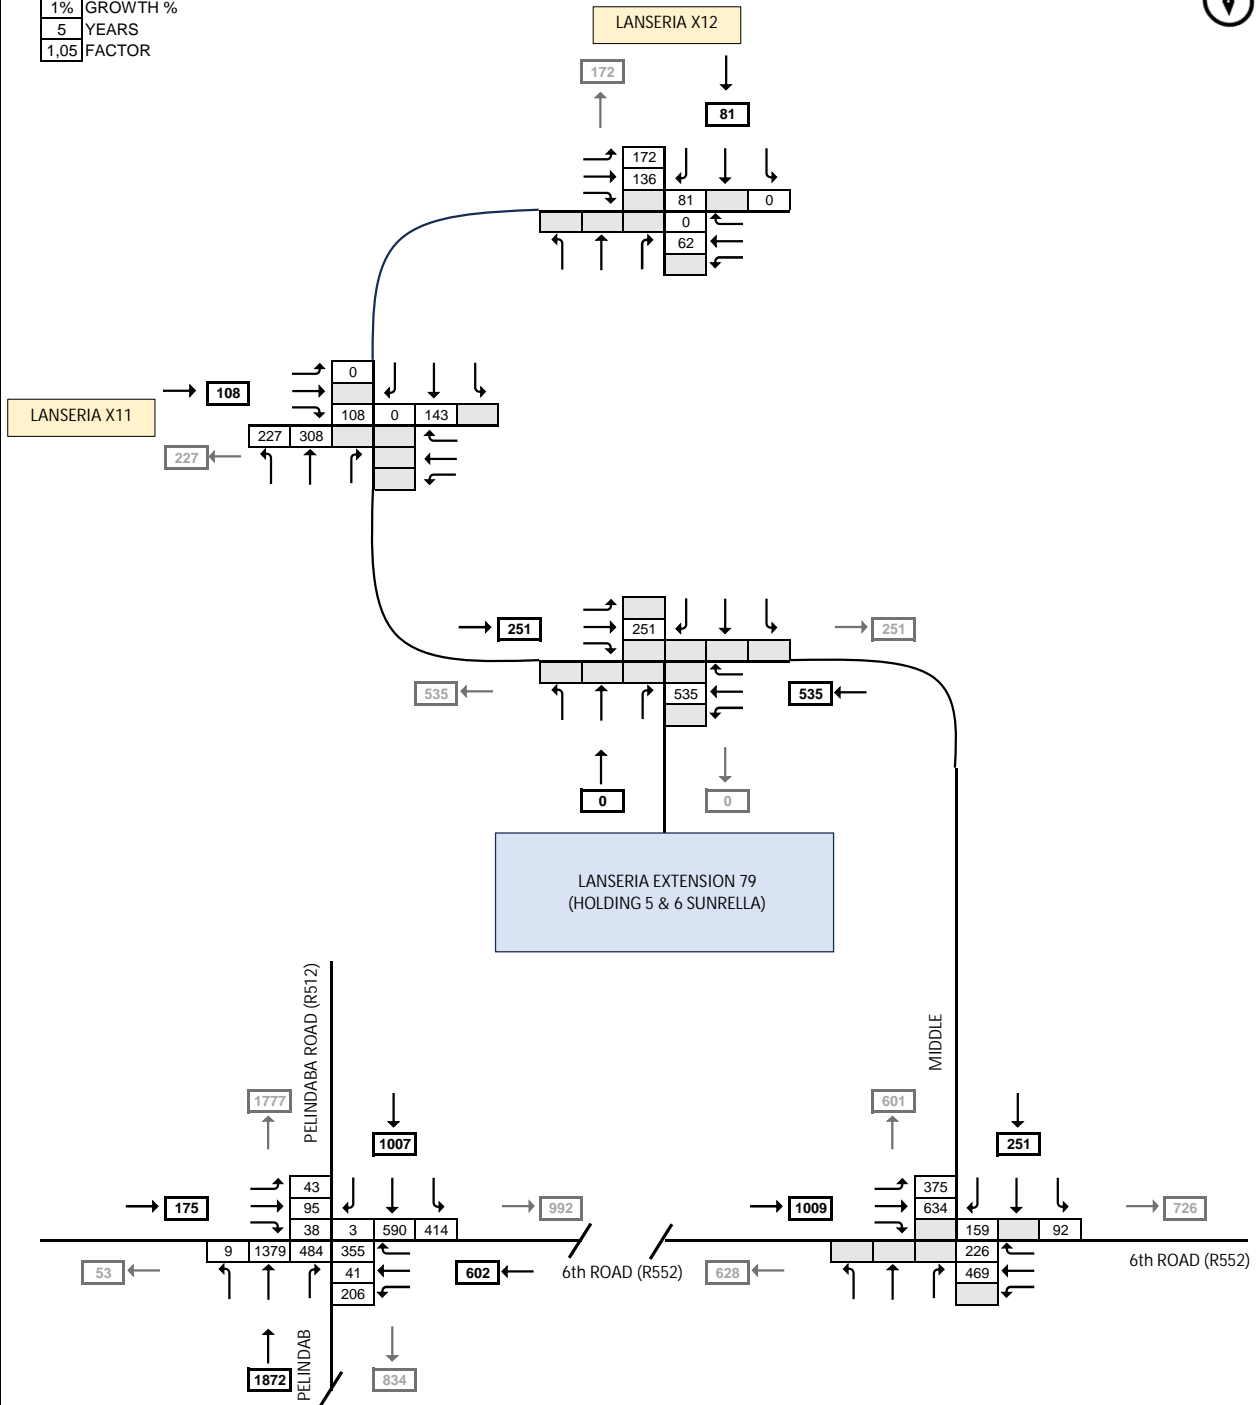 1% GROWTH %
5 YEARS
1,05 FACTOR
LANSERIA X12
172
81
172
136
81 0
0
62
108
LANSERIA X11
0
108 0 143
227 308
227
251
251
251
535
535
535
0
0
LANSERIA EXTENSION 79
(HOLDING 5 & 6 SUNRELLA)
PELINDABA ROAD (R512)
MIDDLE
1777
1007
175
43
95
38 3 590 414
992
9 1379 484 355
41
206
53
602
6th ROAD (R552)
1872
PELINDAB
834
601
251
1009
375
634
159 92
726
226
469
628
6th ROAD (R552)